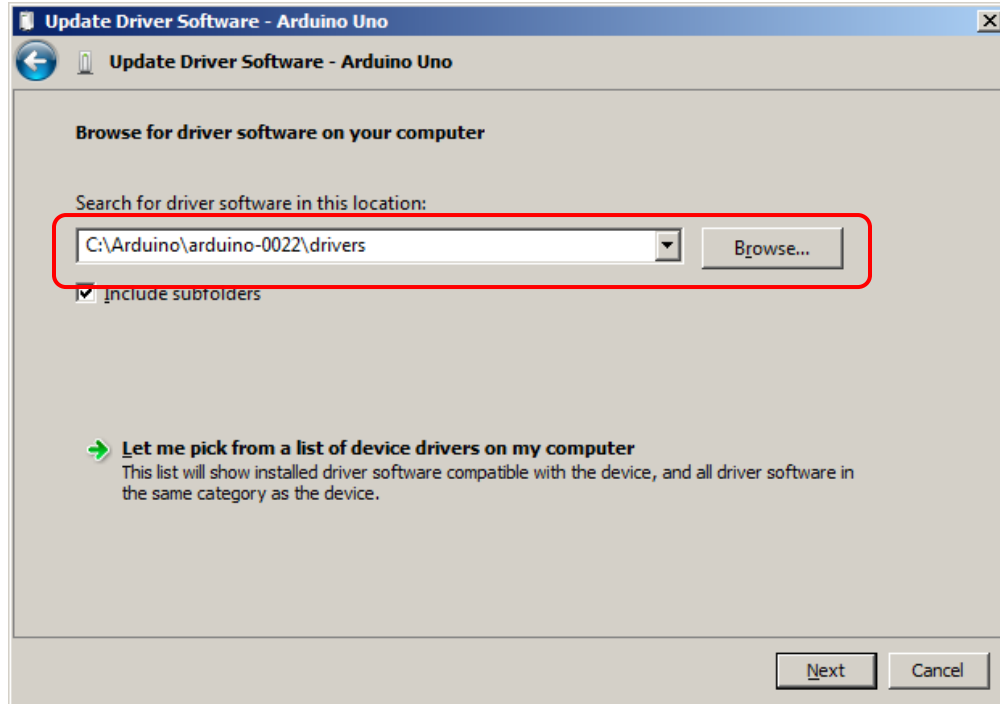 Update Driver Software - Arduino Uno
Update Driver Software - Arduino Uno
Browse for driver software on your computer
Search for driver software in this location:
C:\Arduino\arduino-0022\drivers
Browse...
Include subfolders
Let me pick from a list of device drivers on my computer
This list will show installed driver software compatible with the device, and all driver software in
the same category as the device.
Next
Cancel